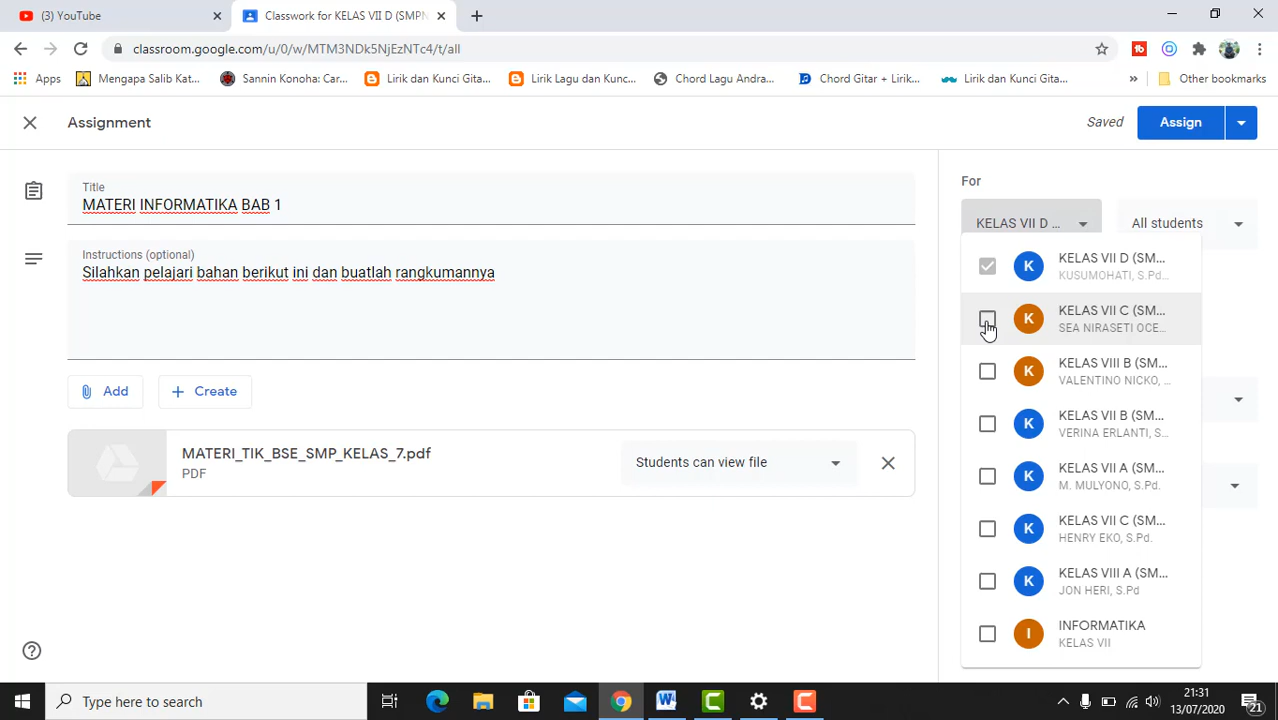 (3) YouTube
Classwork for KELAS VII D (SMPN
classroom.google.com/u/0/w/MTM3NDk5NjEzNTc4/t/all
Apps
Mengapa Salib Kat...
Sannin Konoha: Car...
Lirik dan Kunci Gita...
Lirik Lagu dan Kunc...
Chord Lagu Andra...
Chord Gitar + Lirik...
Lirik dan Kunci Gita...
Other bookmarks
Assignment
Saved
Assign
Title
MATERI INFORMATIKA BAB 1
Instructions (optional)
Silahkan pelajari bahan berikut ini dan buatlah rangkumannya
Add
Create
MATERI_TIK_BSE_SMP_KELAS_7.pdf
PDF
Students can view file
For
KELAS VII D ...
All students
K
KELAS VII D (SM...
KUSUMOHATI, S.Pd...
K
KELAS VII C (SM...
SEA NIRASETI OCE...
K
KELAS VIII B (SM...
VALENTINO NICKO, ...
K
KELAS VII B (SM...
VERINA ERLANTI, S...
K
KELAS VII A (SM...
M. MULYONO, S.Pd.
K
KELAS VII C (SM...
HENRY EKO, S.Pd.
K
KELAS VIII A (SM...
JON HERI, S.Pd
I
INFORMATIKA
KELAS VII
Type here to search
21:31
13/07/2020
21